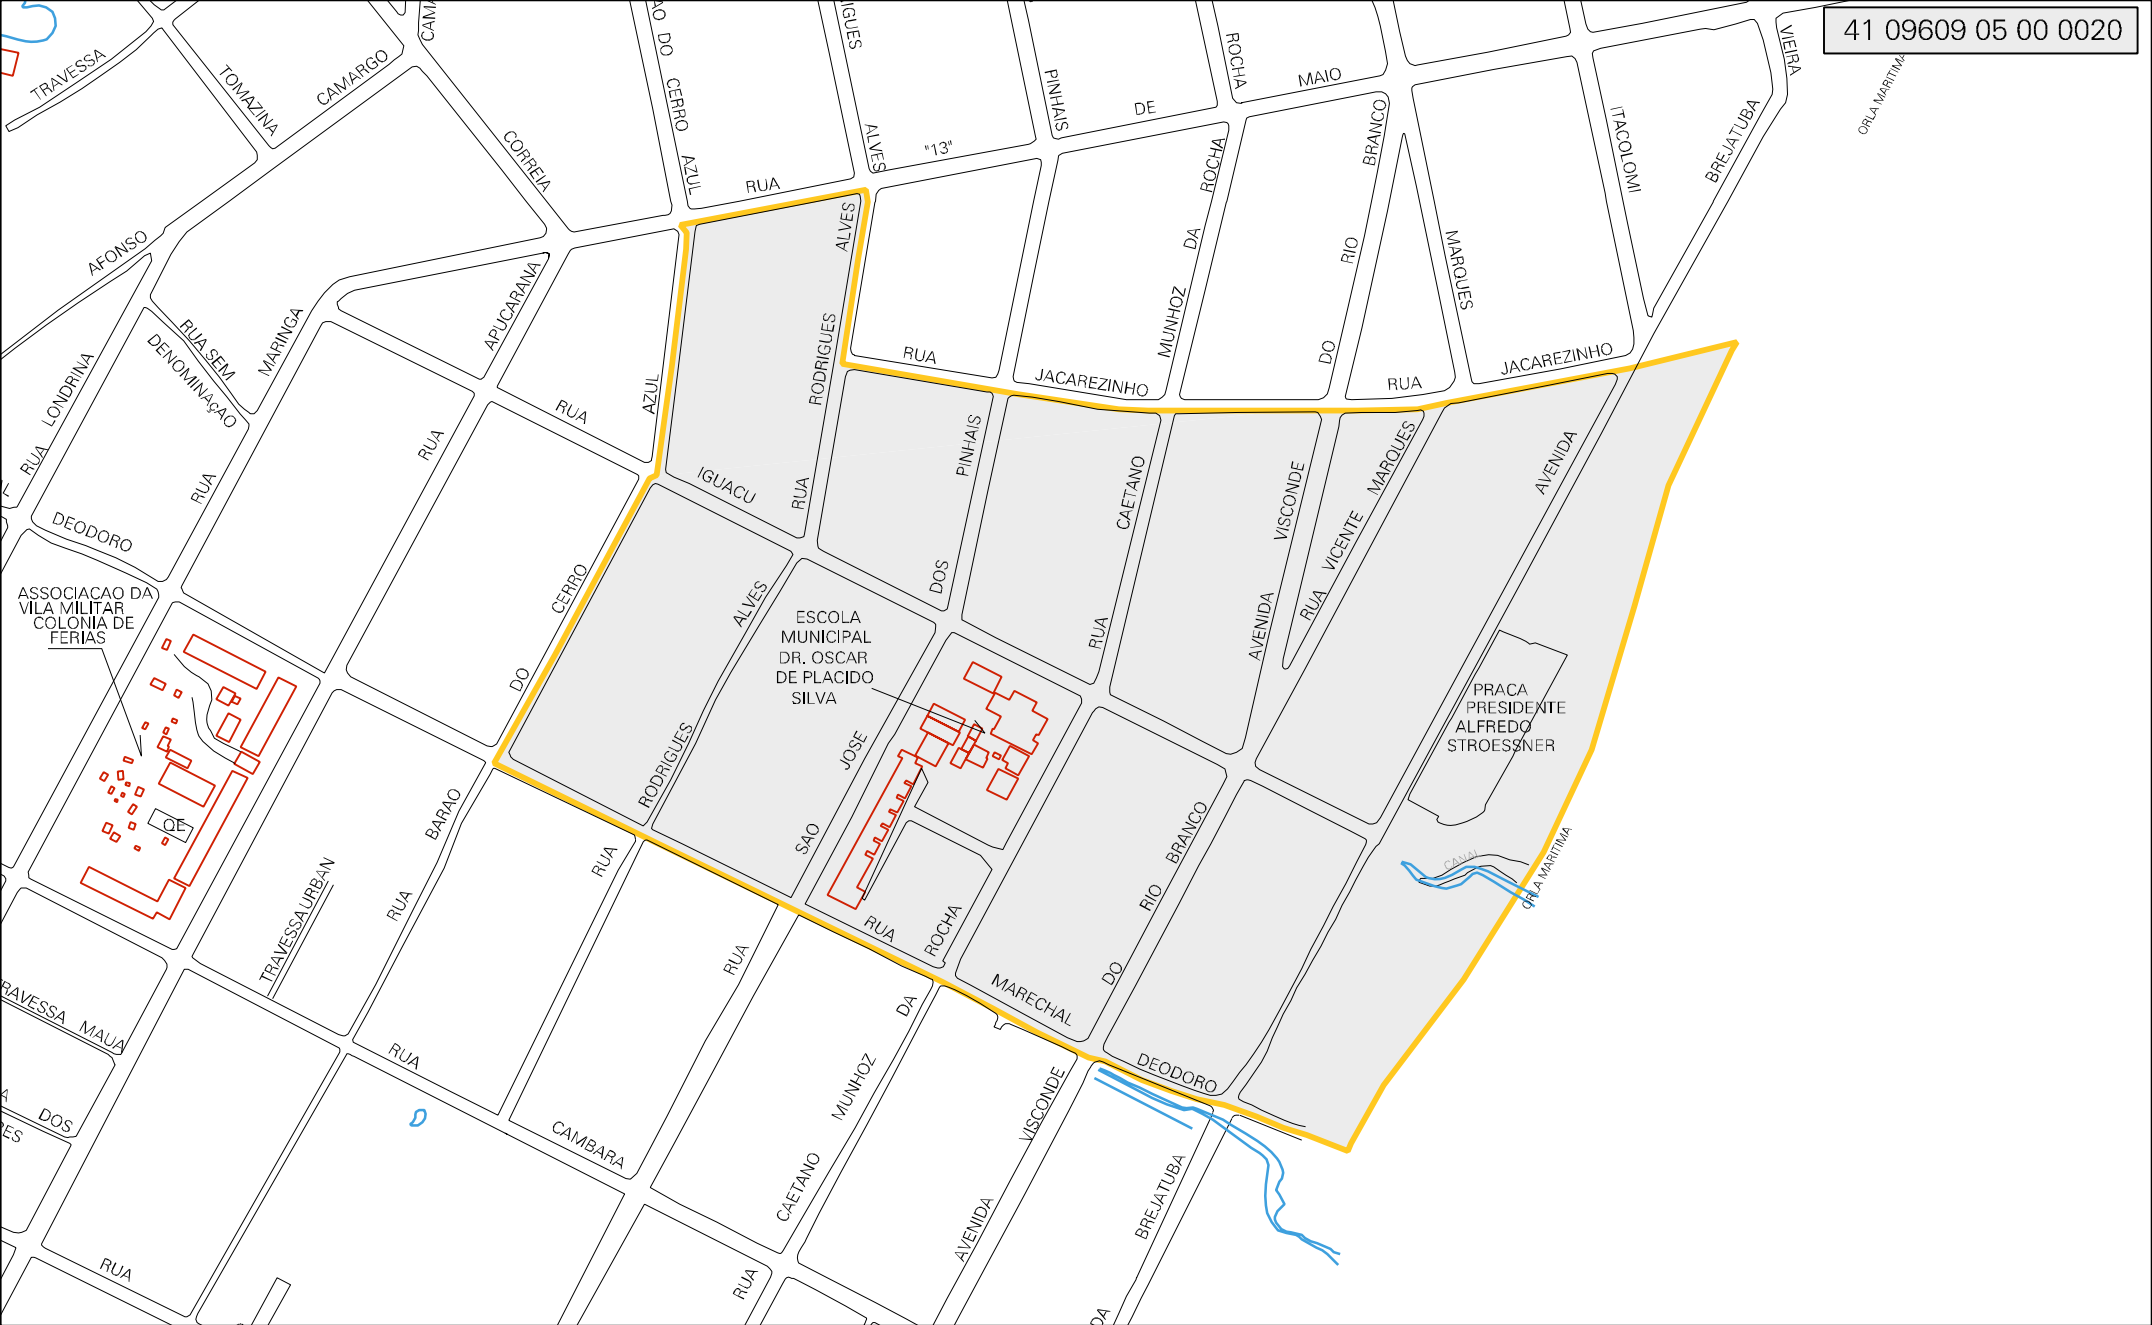 41 09609 05 00 0020
TRAVESSA
TOMAZINA
CAMARGO
CORREIA
CERRO
DO
AZUL
ALVES
PINHAIS
ROCHA
MAIO
DE
"13"
RUA
VIEIRA
ORLA MARITIMA
ITACOLOMI
BREJATUBA
BRANCO
RIO
DO
ROCHA
DA
MUNHOZ
MARQUES
AFONSO
RUA SEM
DENOMINAçAO
MARINGA
APUCARANA
LONDRINA
RUA
ALVES
RODRIGUES
RUA
RUA
JACAREZINHO
RUA
JACAREZINHO
AZUL
RUA
IGUACU
RUA
RUA
PINHAIS
DOS
CAETANO
RUA
VISCONDE
AVENIDA
MARQUES
VICENTE
RUA
AVENIDA
DEODORO
ASSOCIACAO DA
VILA MILITAR
COLONIA DE
FERIAS
QE
CERRO
DO
ALVES
RODRIGUES
ESCOLA
MUNICIPAL
DR. OSCAR
DE PLACIDO
SILVA
JOSE
SAO
PRACA
PRESIDENTE
ALFREDO
STROESSNER
CANAL
ORLA MARITIMA
BARAO
RUA
TRAVESSAURBAN
RUA
RUA
RUA
ROCHA
BRANCO
RIO
DO
MARECHAL
DEODORO
DA
MUNHOZ
CAETANO
VISCONDE
AVENIDA
BREJATUBA
MAUA
DOS
RUA
CAMBARA
RUA
RUA